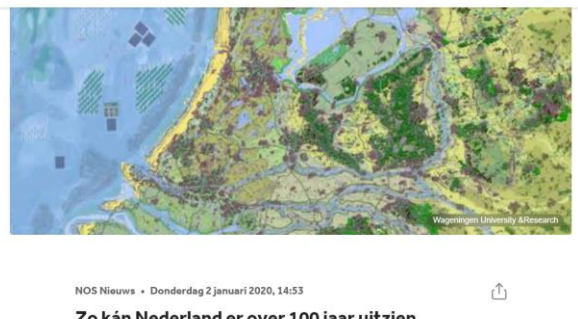 Wageningen University &Research
NOS Nieuws • Donderdag 2 januari 2020, 14:53
Zo kán Nederland er over 100 jaar uitzien